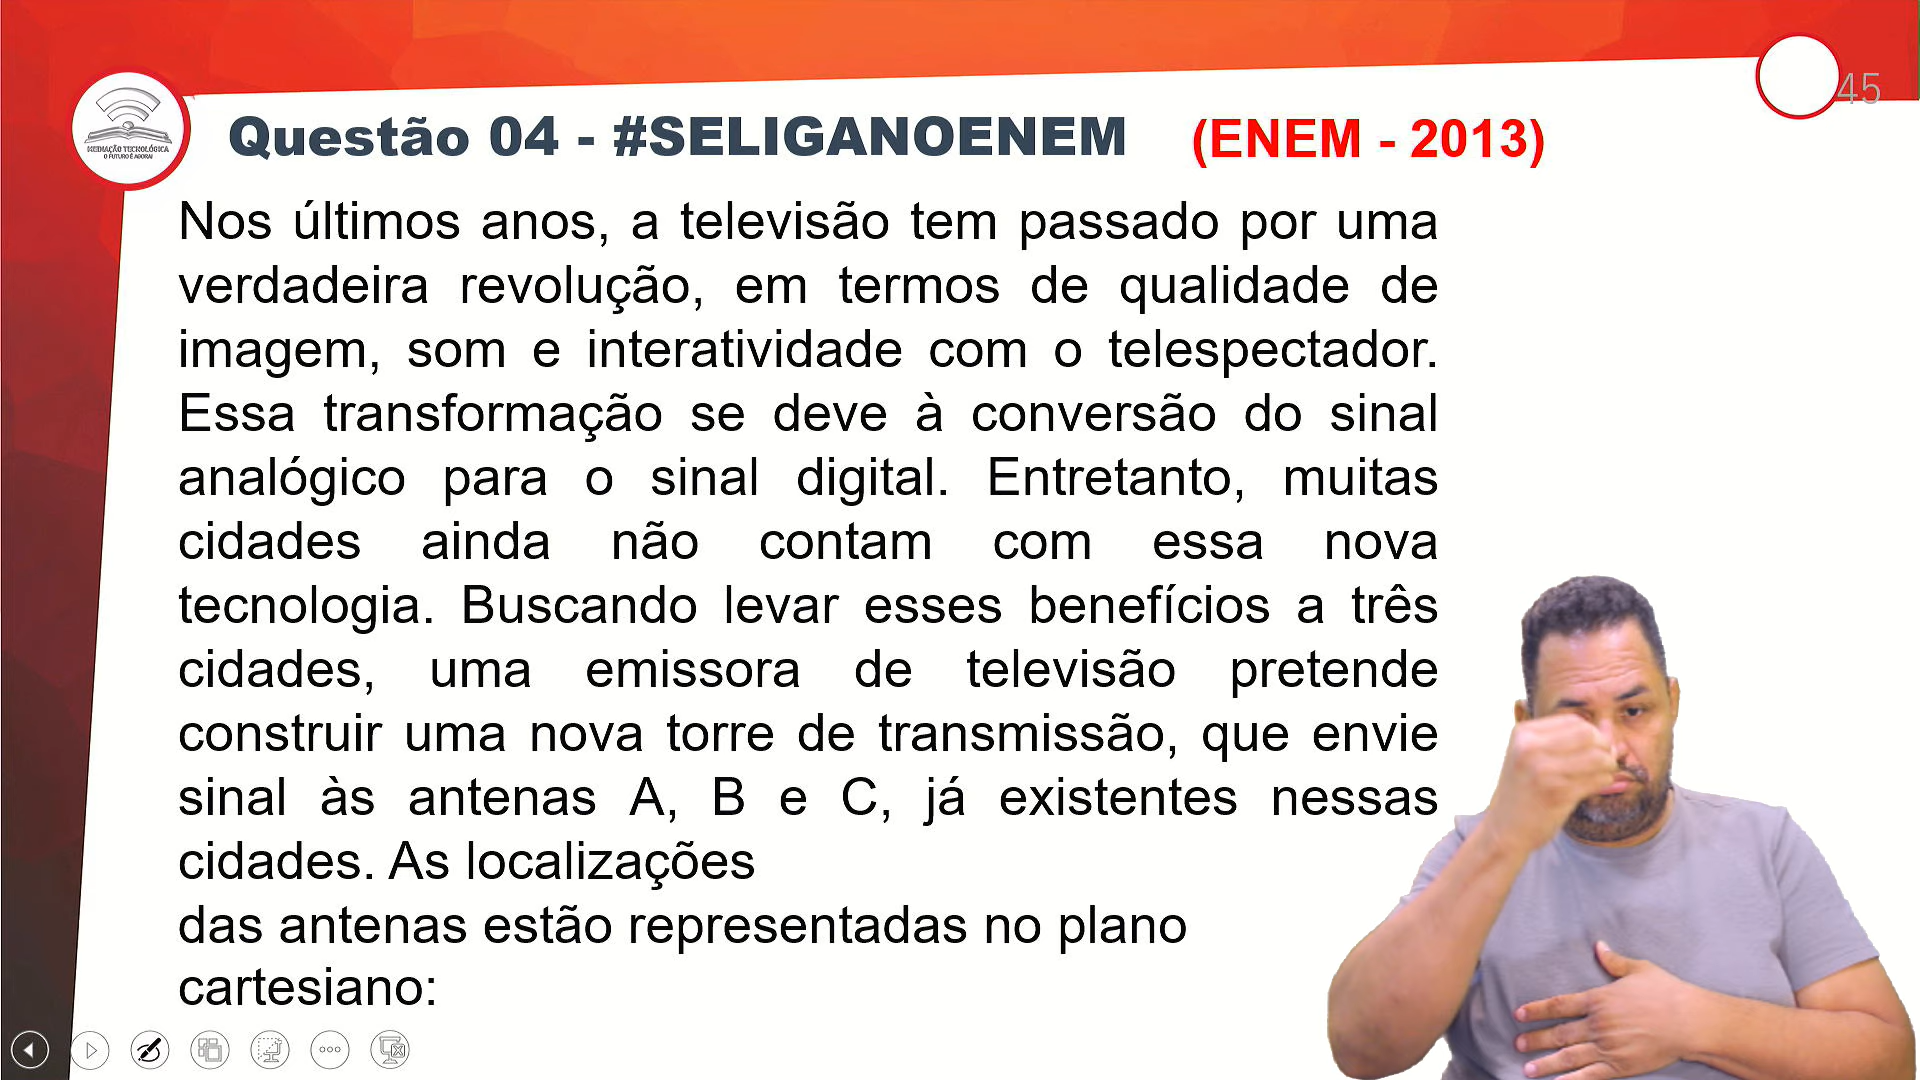 MEDIAÇÃO TECNOLÓGICA
O FUTURO É AGORA!
Questão 04 - #SELIGANOENEM (ENEM - 2013)
45
Nos últimos anos, a televisão tem passado por uma
verdadeira revolução, em termos de qualidade de
imagem, som e interatividade com o telespectador.
Essa transformação se deve à conversão do sinal
analógico para o sinal digital. Entretanto, muitas
cidades ainda não contam com essa nova
tecnologia. Buscando levar esses benefícios a três
cidades, uma emissora de televisão pretende
construir uma nova torre de transmissão, que envie
sinal às antenas A, B e C, já existentes nessas
cidades. As localizações
das antenas estão representadas no plano
cartesiano: